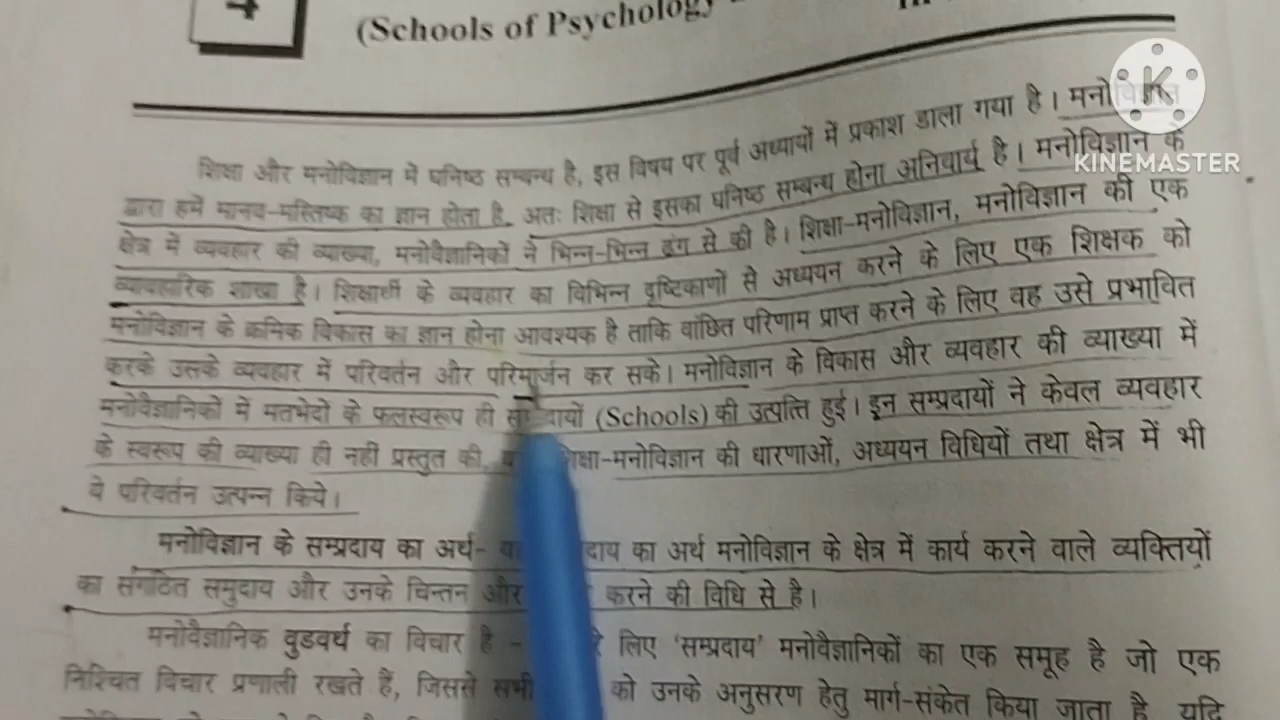 4
(Schools of Psychology
शिक्षा और मनोविज्ञान में घनिष्ठ सम्बन्ध है, इस विषय पर पूर्व अध्यायों में प्रकाश डाला गया है। मनोविज्ञान
KINEMASTER
द्वारा हमें मानव-मस्तिष्क का ज्ञान होता है, अतः शिक्षा से इसका घनिष्ठ सम्बन्ध होना अनिवार्य है। मनोविज्ञान के
क्षेत्र में व्यवहार की व्याख्या, मनोवैज्ञानिकों ने भिन्न-भिन्न ढंग से की है। शिक्षा-मनोविज्ञान, मनोविज्ञान की एक
व्यावहारिक शाखा है। शिक्षार्थी के व्यवहार का विभिन्न दृष्टिकाणों से अध्ययन करने के लिए एक शिक्षक को
मनोविज्ञान के क्रमिक विकास का ज्ञान होना आवश्यक है ताकि वांछित परिणाम प्राप्त करने के लिए वह उसे प्रभावित
करके उसके व्यवहार में परिवर्तन और परिमार्जन कर सके। मनोविज्ञान के विकास और व्यवहार की व्याख्या में
मनोवैज्ञानिकों में मतभेदों के फलस्वरूप ही सम्प्रदायों (Schools) की उत्पत्ति हुई। इन सम्प्रदायों ने केवल व्यवहार
के स्वरूप की व्याख्या ही नहीं प्रस्तुत की, शिक्षा-मनोविज्ञान की धारणाओं, अध्ययन विधियों तथा क्षेत्र में भी
ये परिवर्तन उत्पन्न किये।
मनोविज्ञान के सम्प्रदाय का अर्थ- का अर्थ मनोविज्ञान के क्षेत्र में कार्य करने वाले व्यक्तियों
का संगठित समुदाय और उनके चिन्तन और करने की विधि से है।
मनोवैज्ञानिक वुडवर्थ का विचार है - लिए 'सम्प्रदाय' मनोवैज्ञानिकों का एक समूह है जो एक
निश्चित विचार प्रणाली रखते हैं, जिससे सभी को उनके अनुसरण हेतु मार्ग-संकेत किया जाता है, यदि